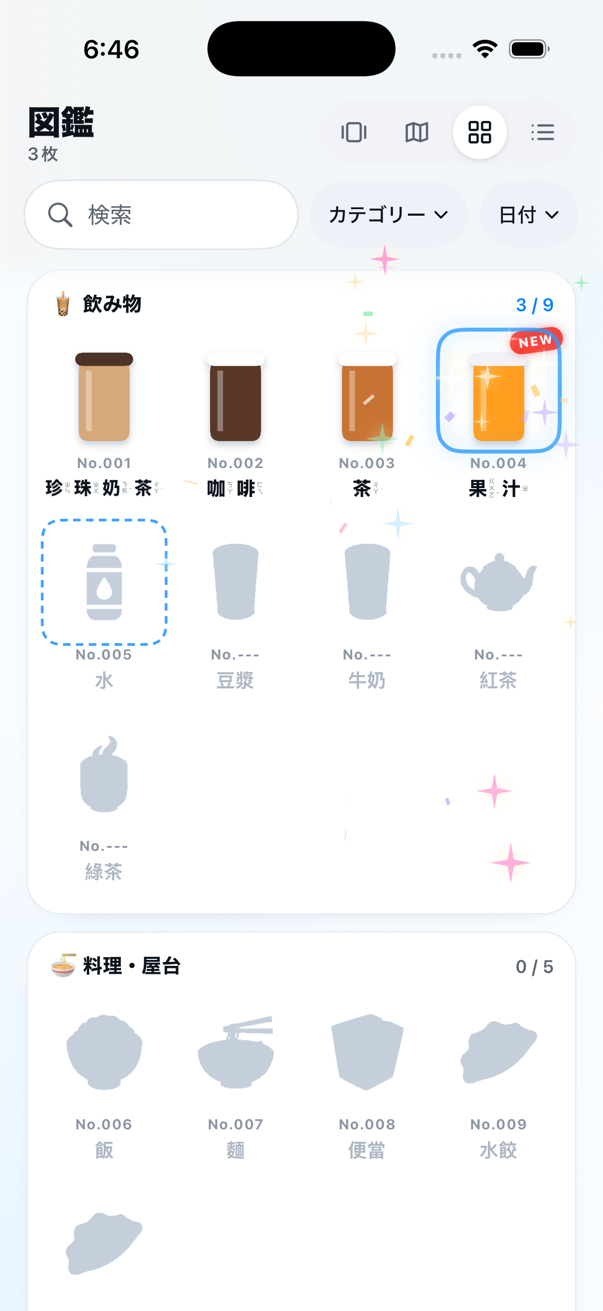 6:46
図鑑
3枚
検索
カテゴリー
日付
飲み物
3 / 9
NEW
No.001
No.002
No.003
No.004
珍珠奶茶
咖啡
茶
果汁
No.005
No.---
No.---
No.---
水
豆漿
牛奶
紅茶
No.---
綠茶
料理・屋台
0 / 5
No.006
No.007
No.008
No.009
飯
麵
便當
水餃